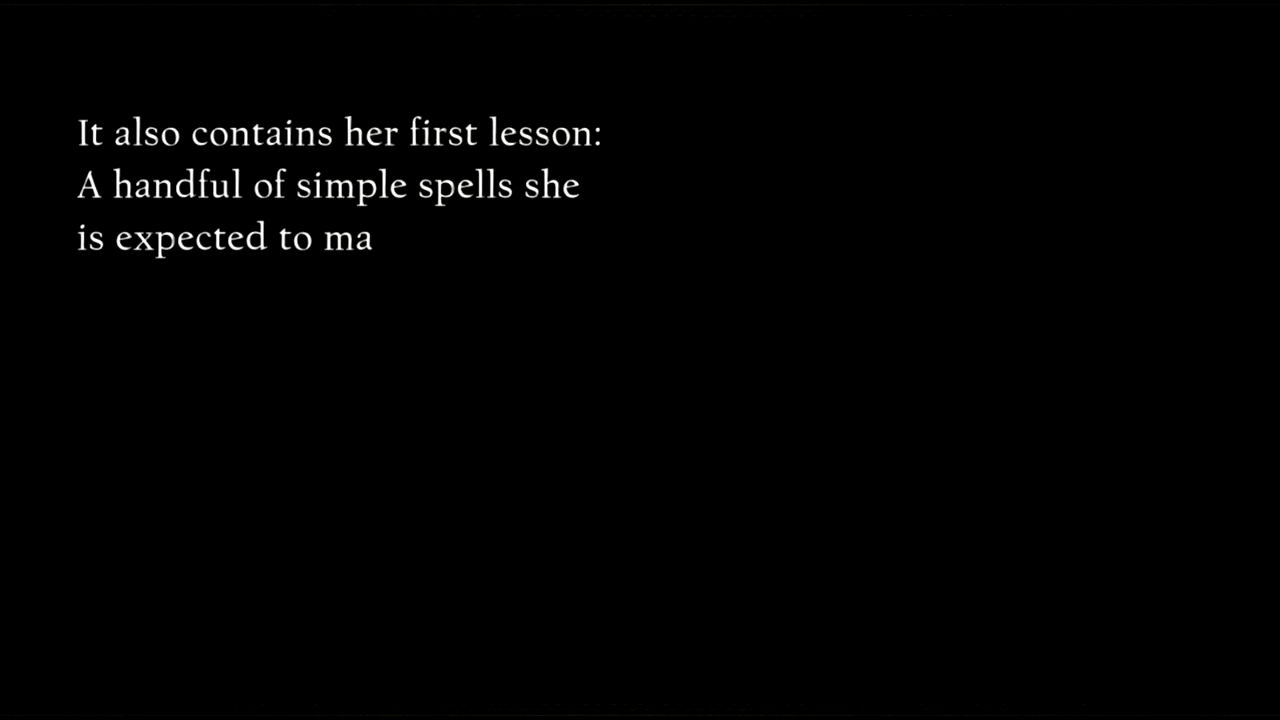 It also contains her first lesson:
A handful of simple spells she
is expected to ma